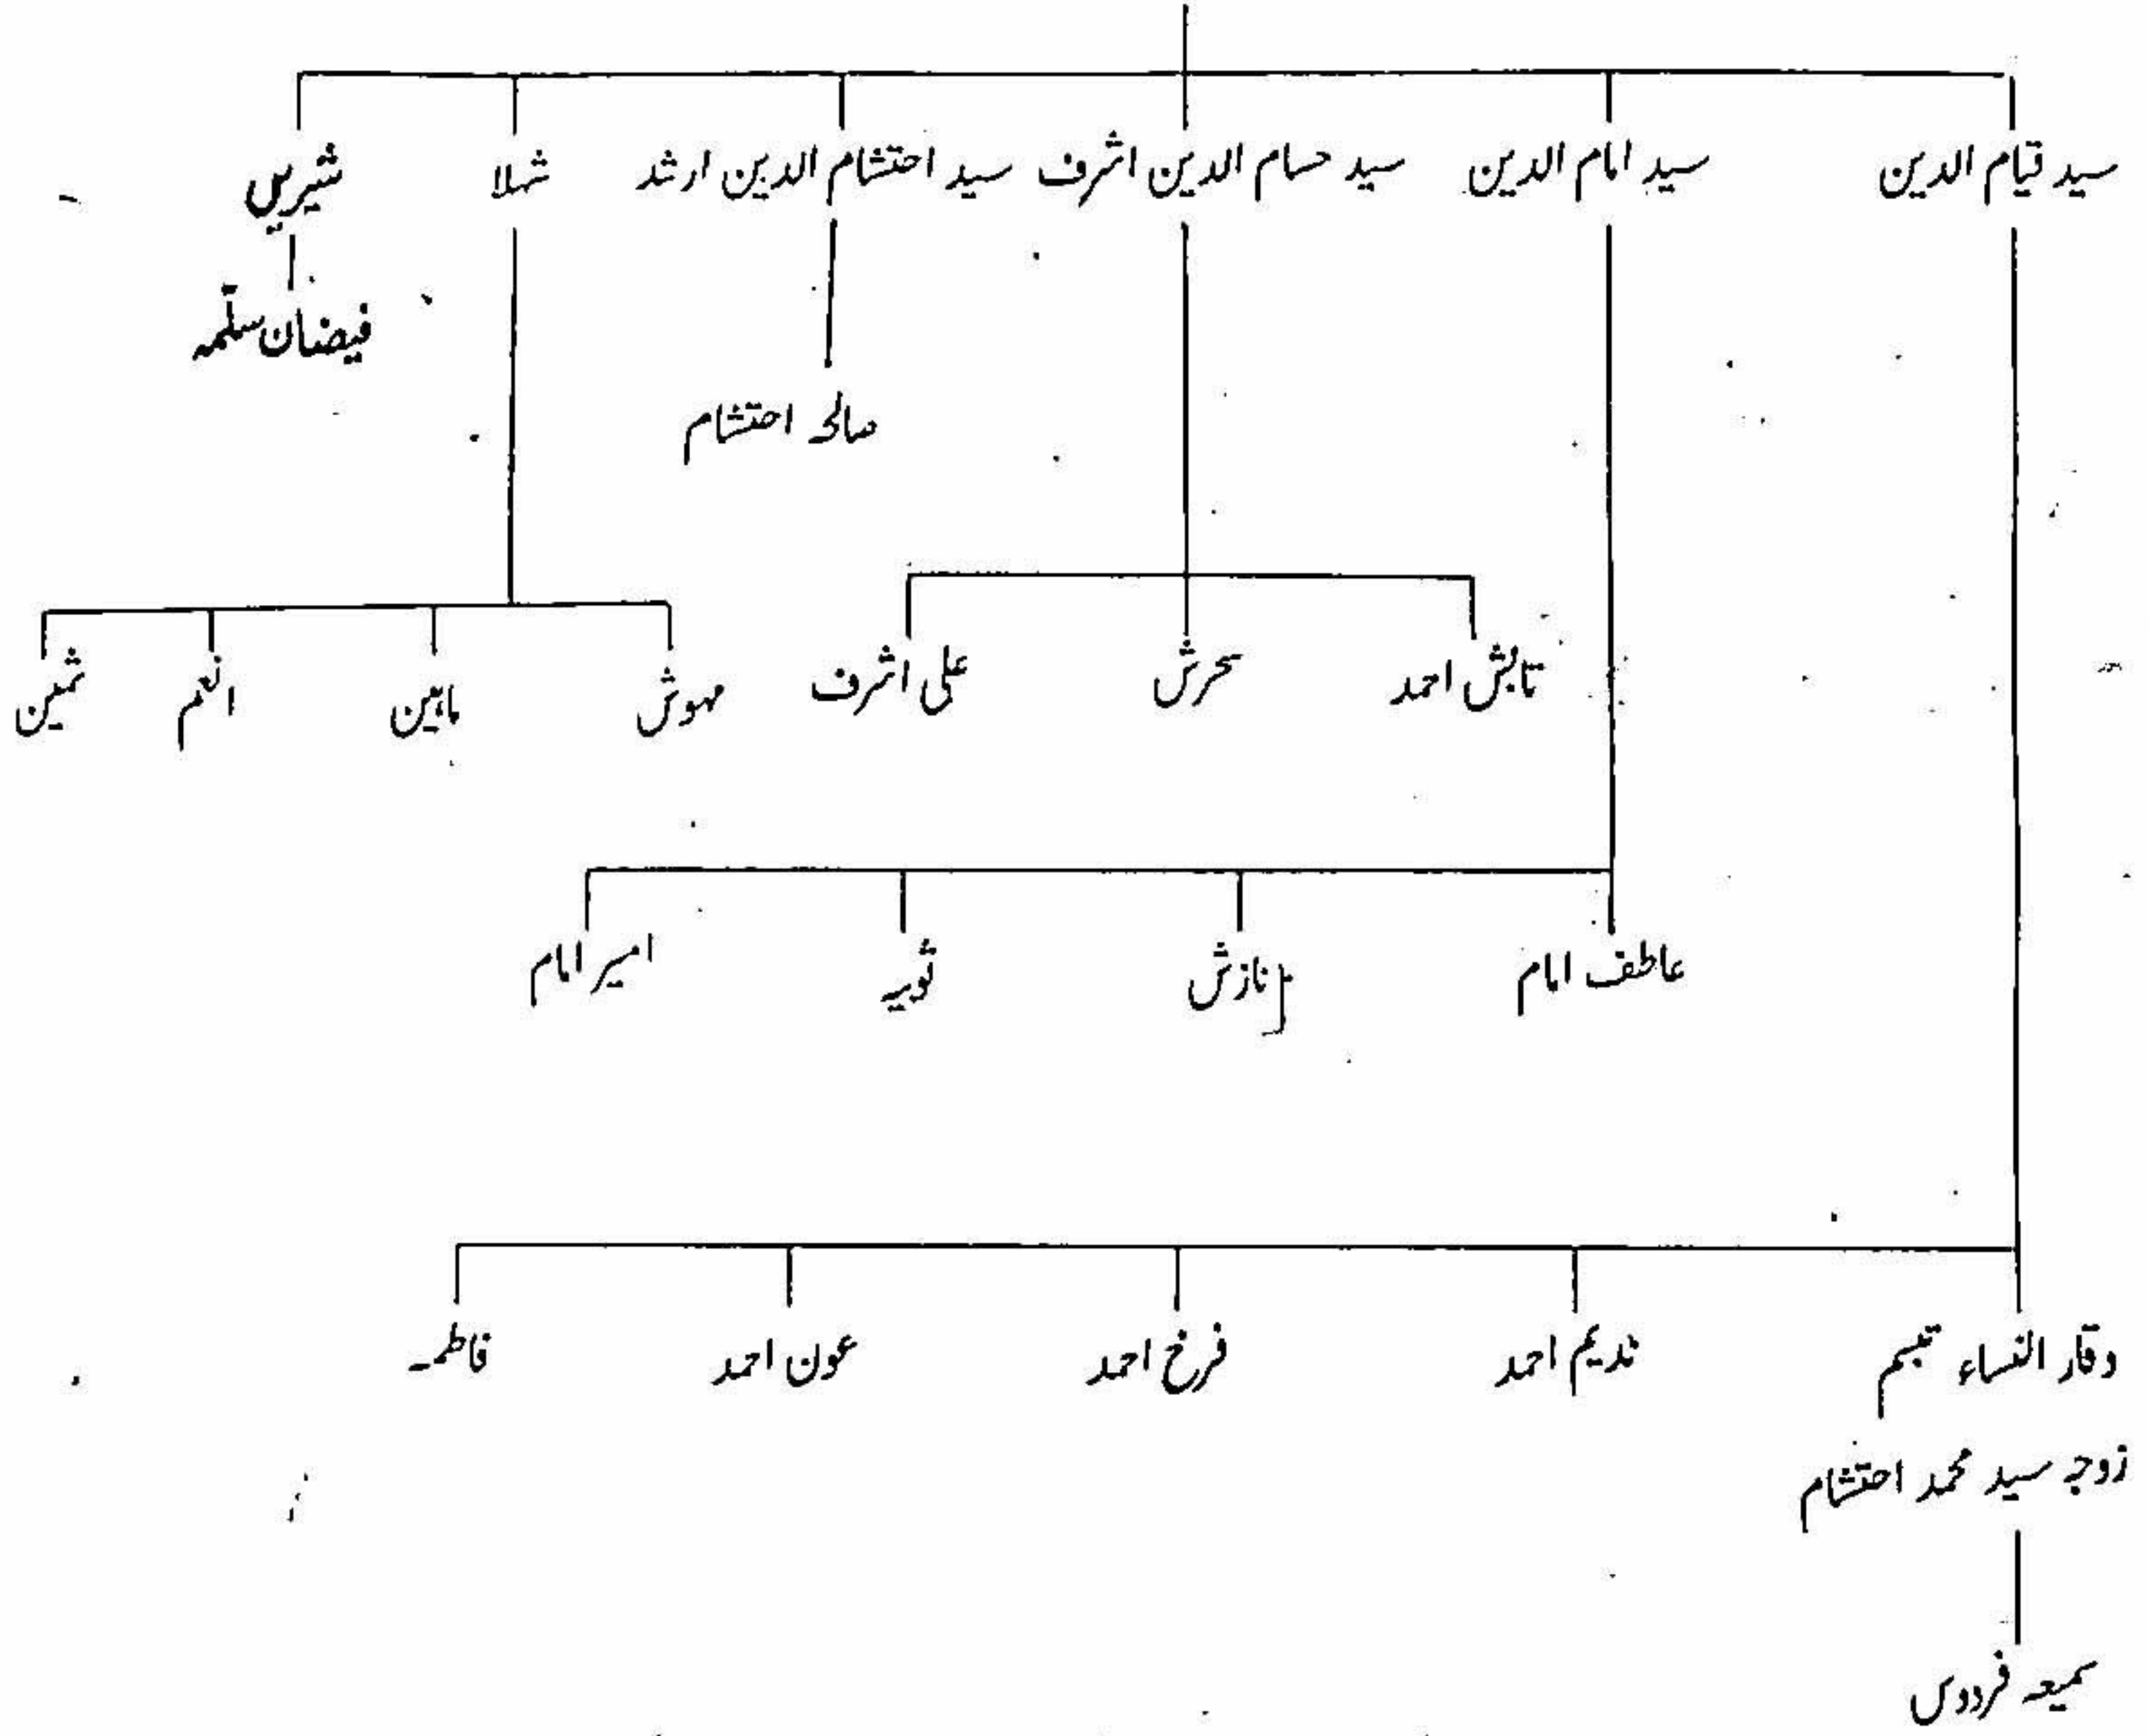 سید قیام الدین سید امام الدین سید حسام الدین اشرف سید احتشام الدین ارشد شہلا شیریں
فیضان سلّمہ
صالحہ احتشام
تابش احمد سحرش علی اشرف مہوش ماہین انعم ثمین
عاطف امام نازش ثوبیہ امیر امام
وقار النساء تبسم ندیم احمد فرخ احمد عون احمد فاطمہ
زوجہ سید محمد احتشام
سمیعہ فردوس